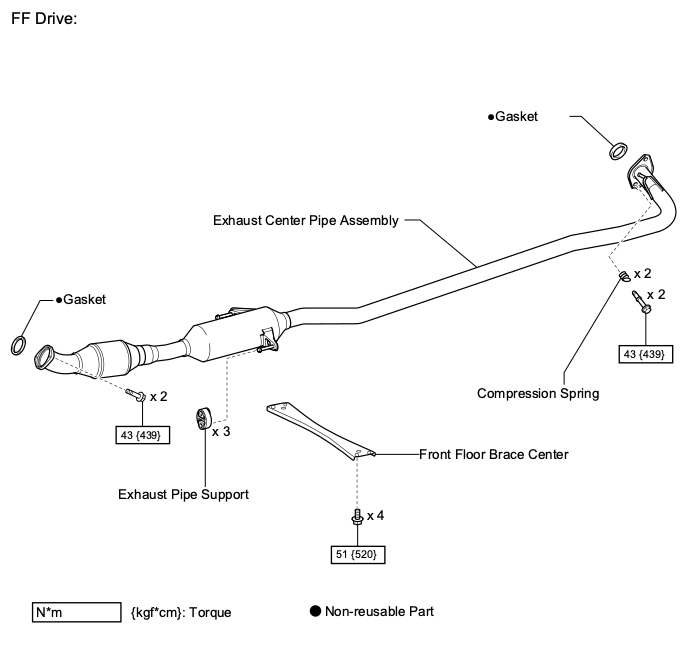 FF Drive:
●Gasket
Exhaust Center Pipe Assembly
x 2
x 2
●Gasket
43 {439}
x 2
Compression Spring
43 {439}
x 3
Front Floor Brace Center
Exhaust Pipe Support
x 4
51 {520}
N*m {kgf*cm}: Torque ● Non-reusable Part